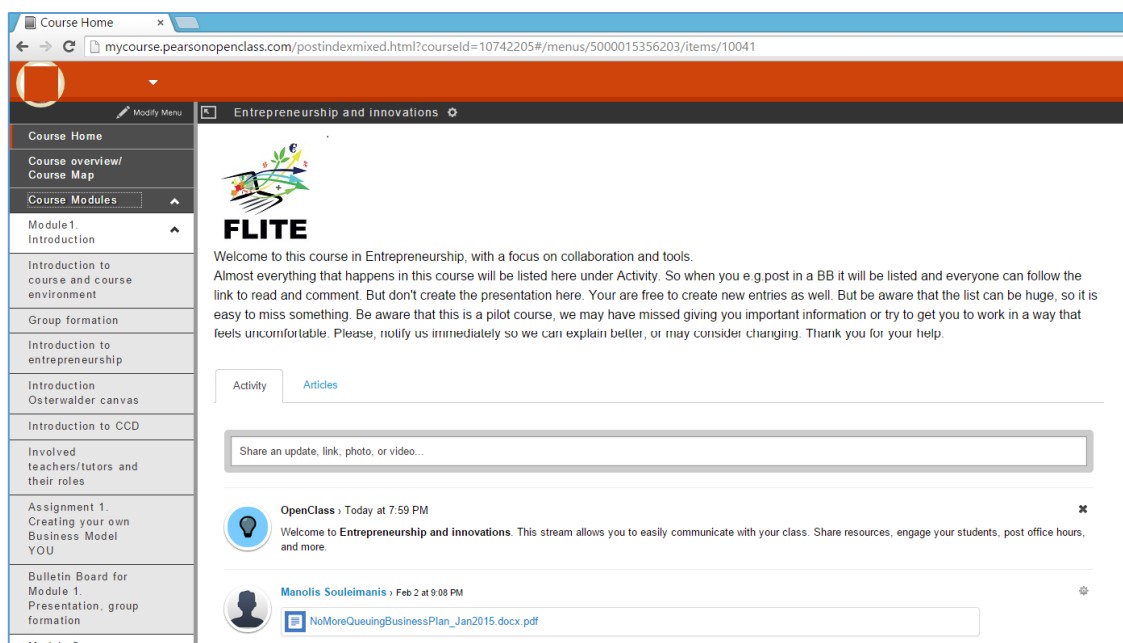 Course Home
mycourse.pearsonopenclass.com/postindexmixed.html?courseId=10742205#/menus/5000015356203/items/10041
Modify Menu
Entrepreneurship and innovations
Course Home
Course overview/
Course Map
Course Modules
Module1.
Introduction
Introduction to
course and course
environment
Group formation
Introduction to
entrepreneurship
Introduction
Osterwalder canvas
Introduction to CCD
Involved
teachers/tutors and
their roles
Assignment 1.
Creating your own
Business Model
YOU
Bulletin Board for
Module 1.
Presentation, group
formation
€
FLITE
Welcome to this course in Entrepreneurship, with a focus on collaboration and tools.
Almost everything that happens in this course will be listed here under Activity. So when you e.g.post in a BB it will be listed and everyone can follow the
link to read and comment. But don't create the presentation here. Your are free to create new entries as well. But be aware that the list can be huge, so it is
easy to miss something. Be aware that this is a pilot course, we may have missed giving you important information or try to get you to work in a way that
feels uncomfortable. Please, notify us immediately so we can explain better, or may consider changing. Thank you for your help.
Activity
Articles
Share an update, link, photo, or video...
OpenClass › Today at 7:59 PM
Welcome to Entrepreneurship and innovations. This stream allows you to easily communicate with your class. Share resources, engage your students, post office hours,
and more.
Manolis Souleimanis › Feb 2 at 9:08 PM
NoMoreQueuingBusinessPlan_Jan2015.docx.pdf